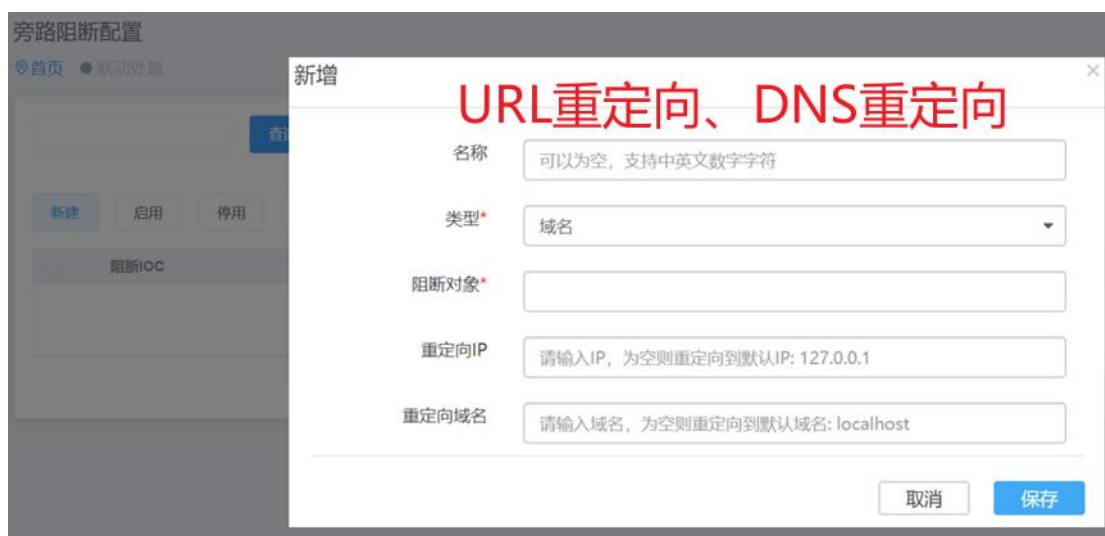 旁路阻断配置
首页 联动处置
新增
×
URL重定向、DNS重定向
查
名称
可以为空，支持中英文数字字符
新建 启用 停用
类型*
域名
阻断IOC
阻断对象*
重定向IP
请输入IP，为空则重定向到默认IP: 127.0.0.1
重定向域名
请输入域名，为空则重定向到默认域名: localhost
取消 保存